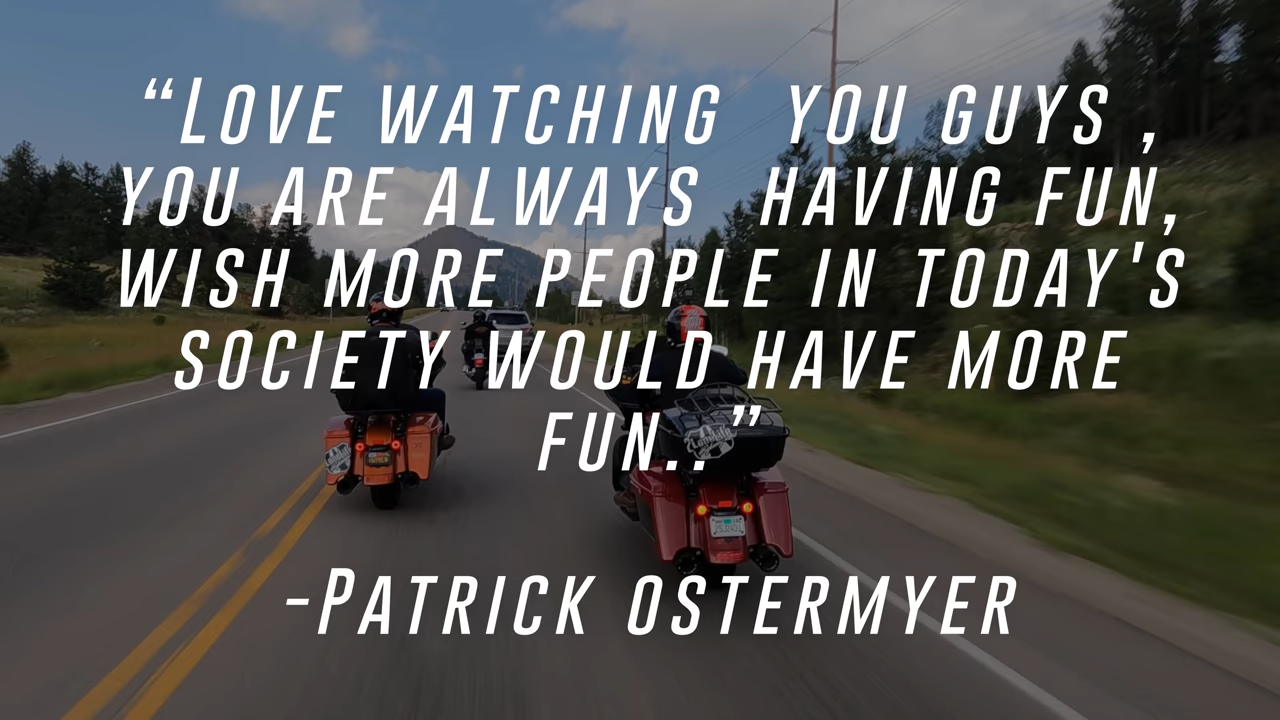 “Love watching  you guys ,
you are always  having fun,
wish more people in today's
society would have more
fun..”
-Patrick ostermyer